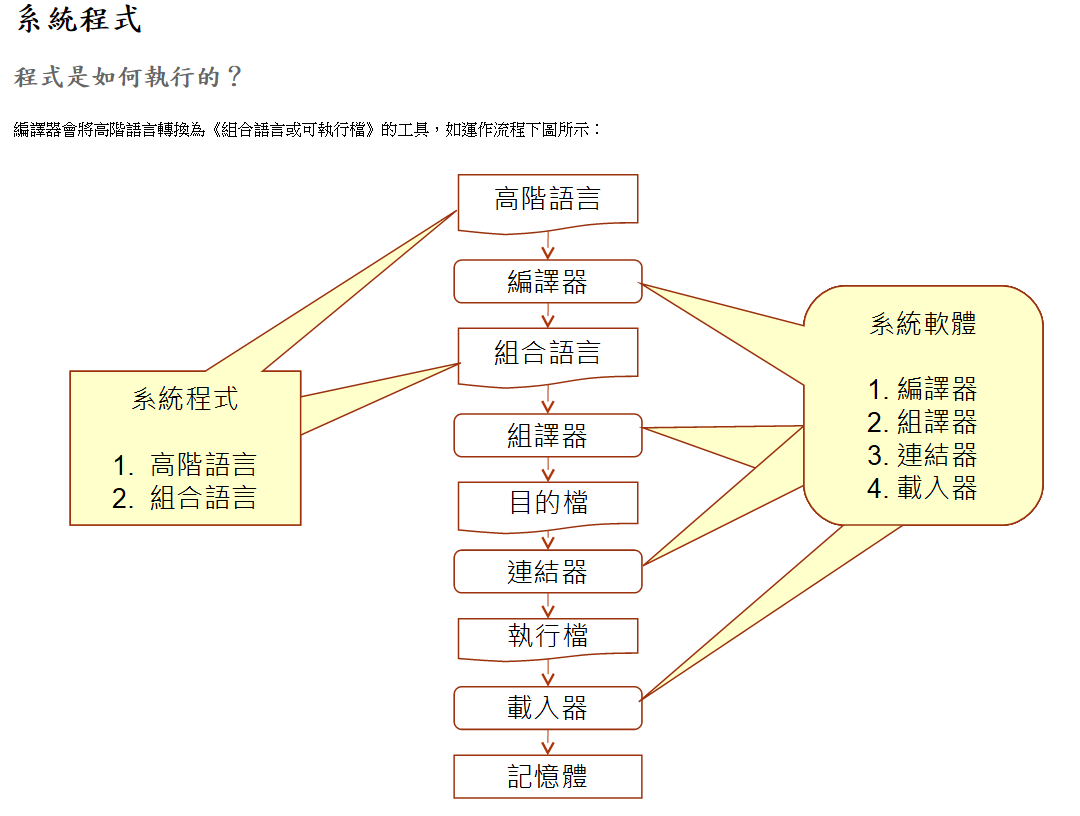 系統程式
程式是如何執行的？
編譯器會將高階語言轉換為《組合語言或可執行檔》的工具，如運作流程下圖所示：
高階語言
編譯器
組合語言
組譯器
目的檔
連結器
執行檔
載入器
記憶體
系統程式
1. 高階語言
2. 組合語言
系統軟體
1. 編譯器
2. 組譯器
3. 連結器
4. 載入器